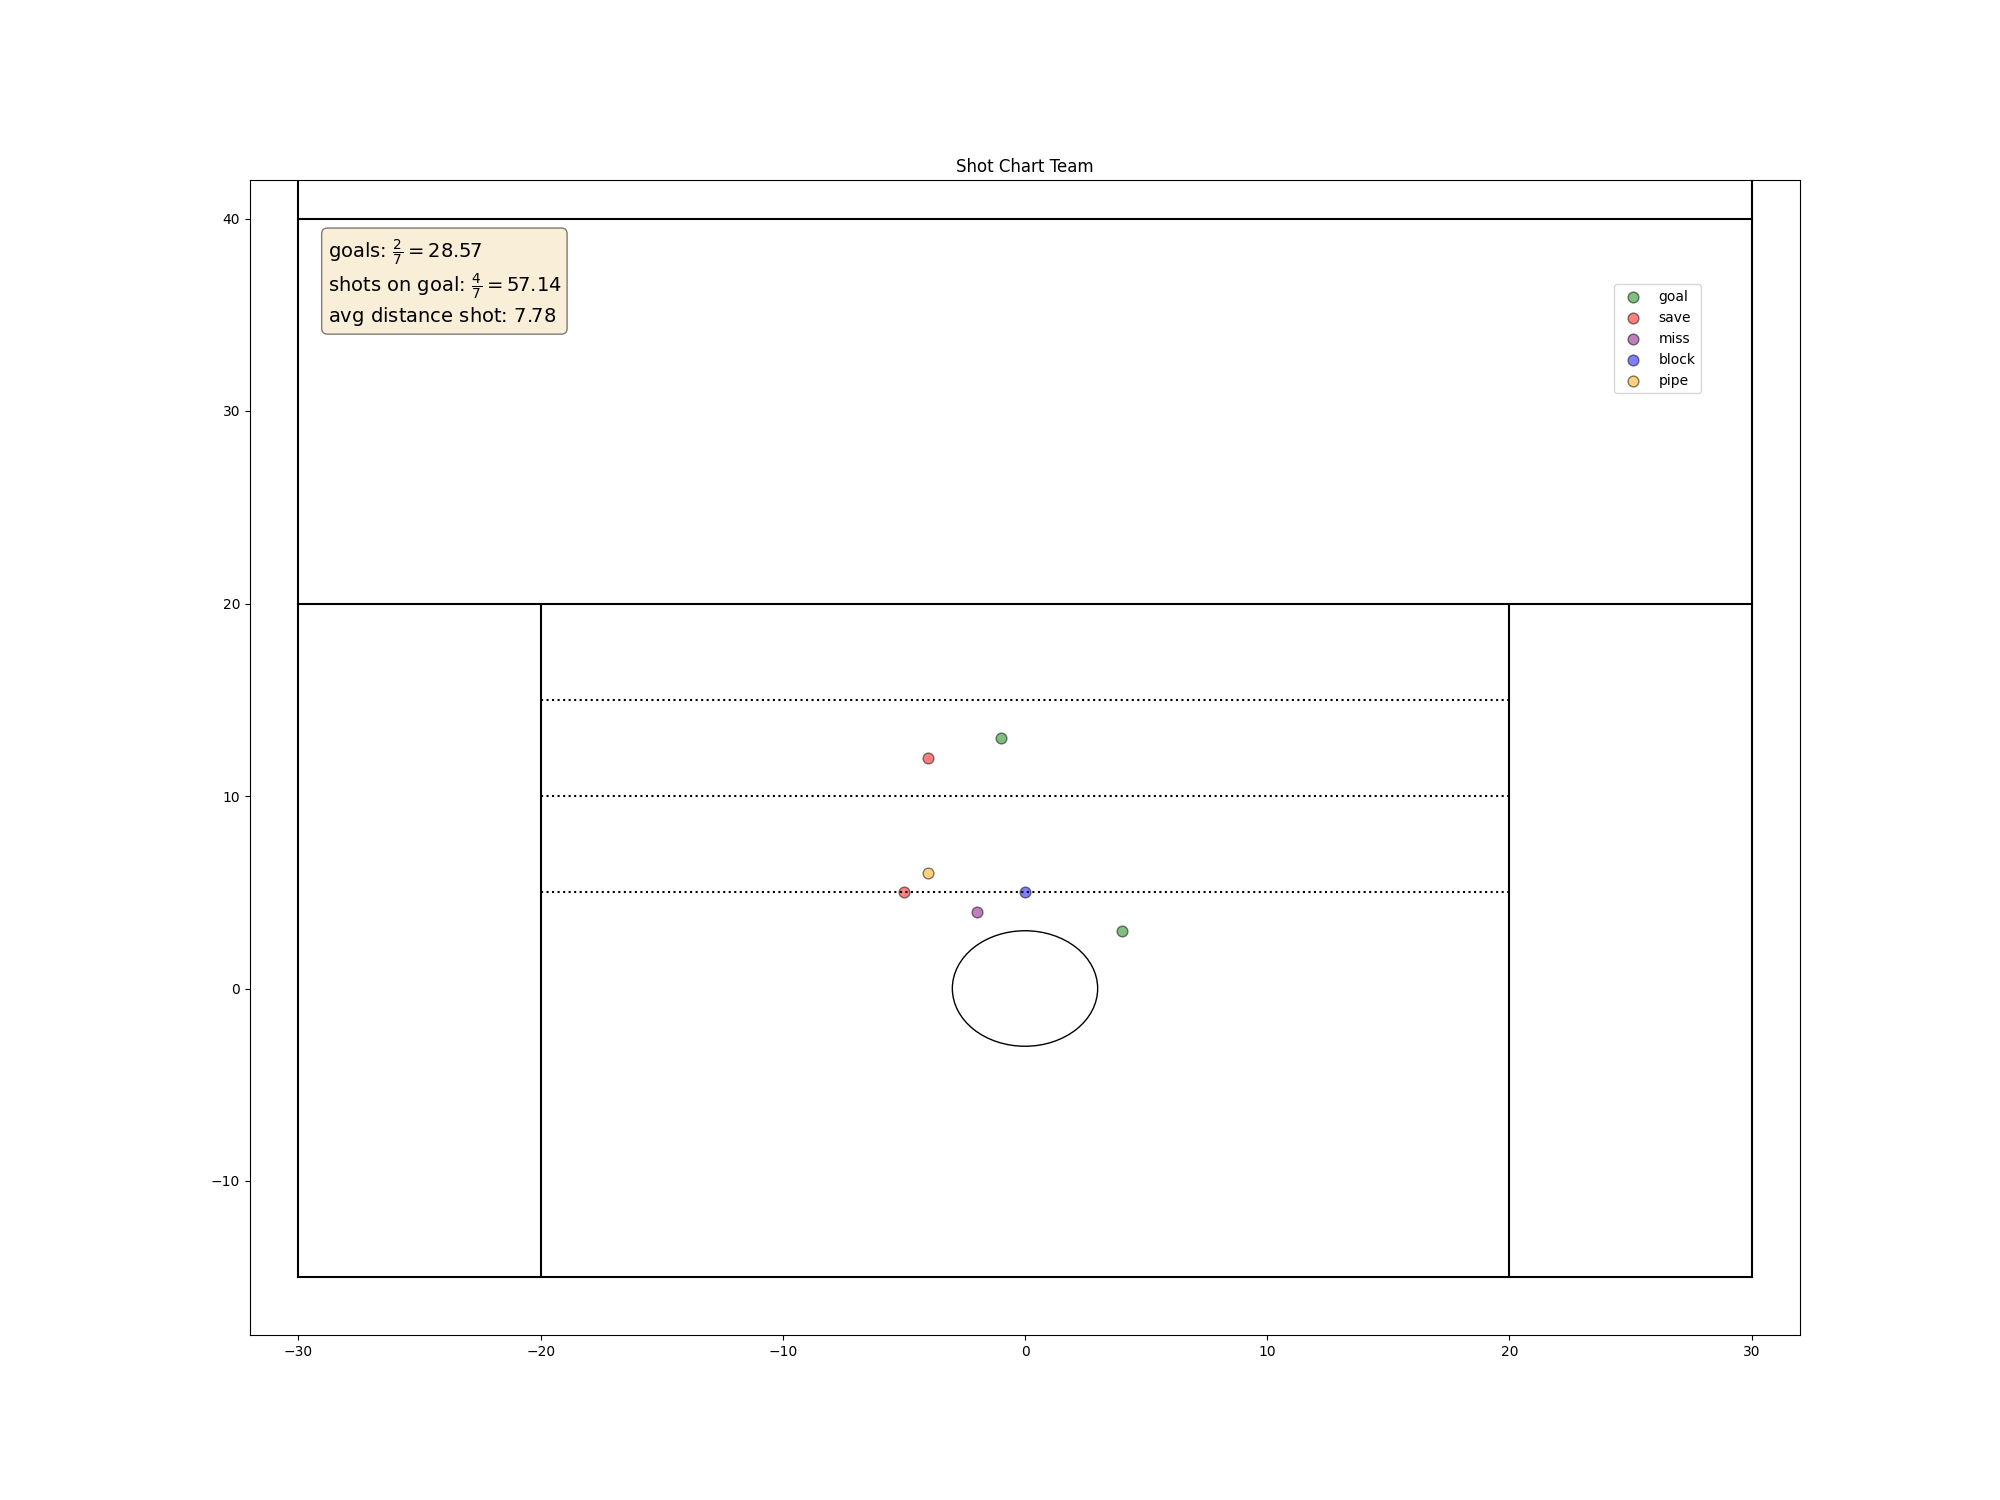 Shot Chart Team
40
30
20
10
0
−10
goals: 2/7 = 28.57
shots on goal: 4/7 = 57.14
avg distance shot: 7.78
goal
save
miss
block
pipe
−30
−20
−10
0
10
20
30